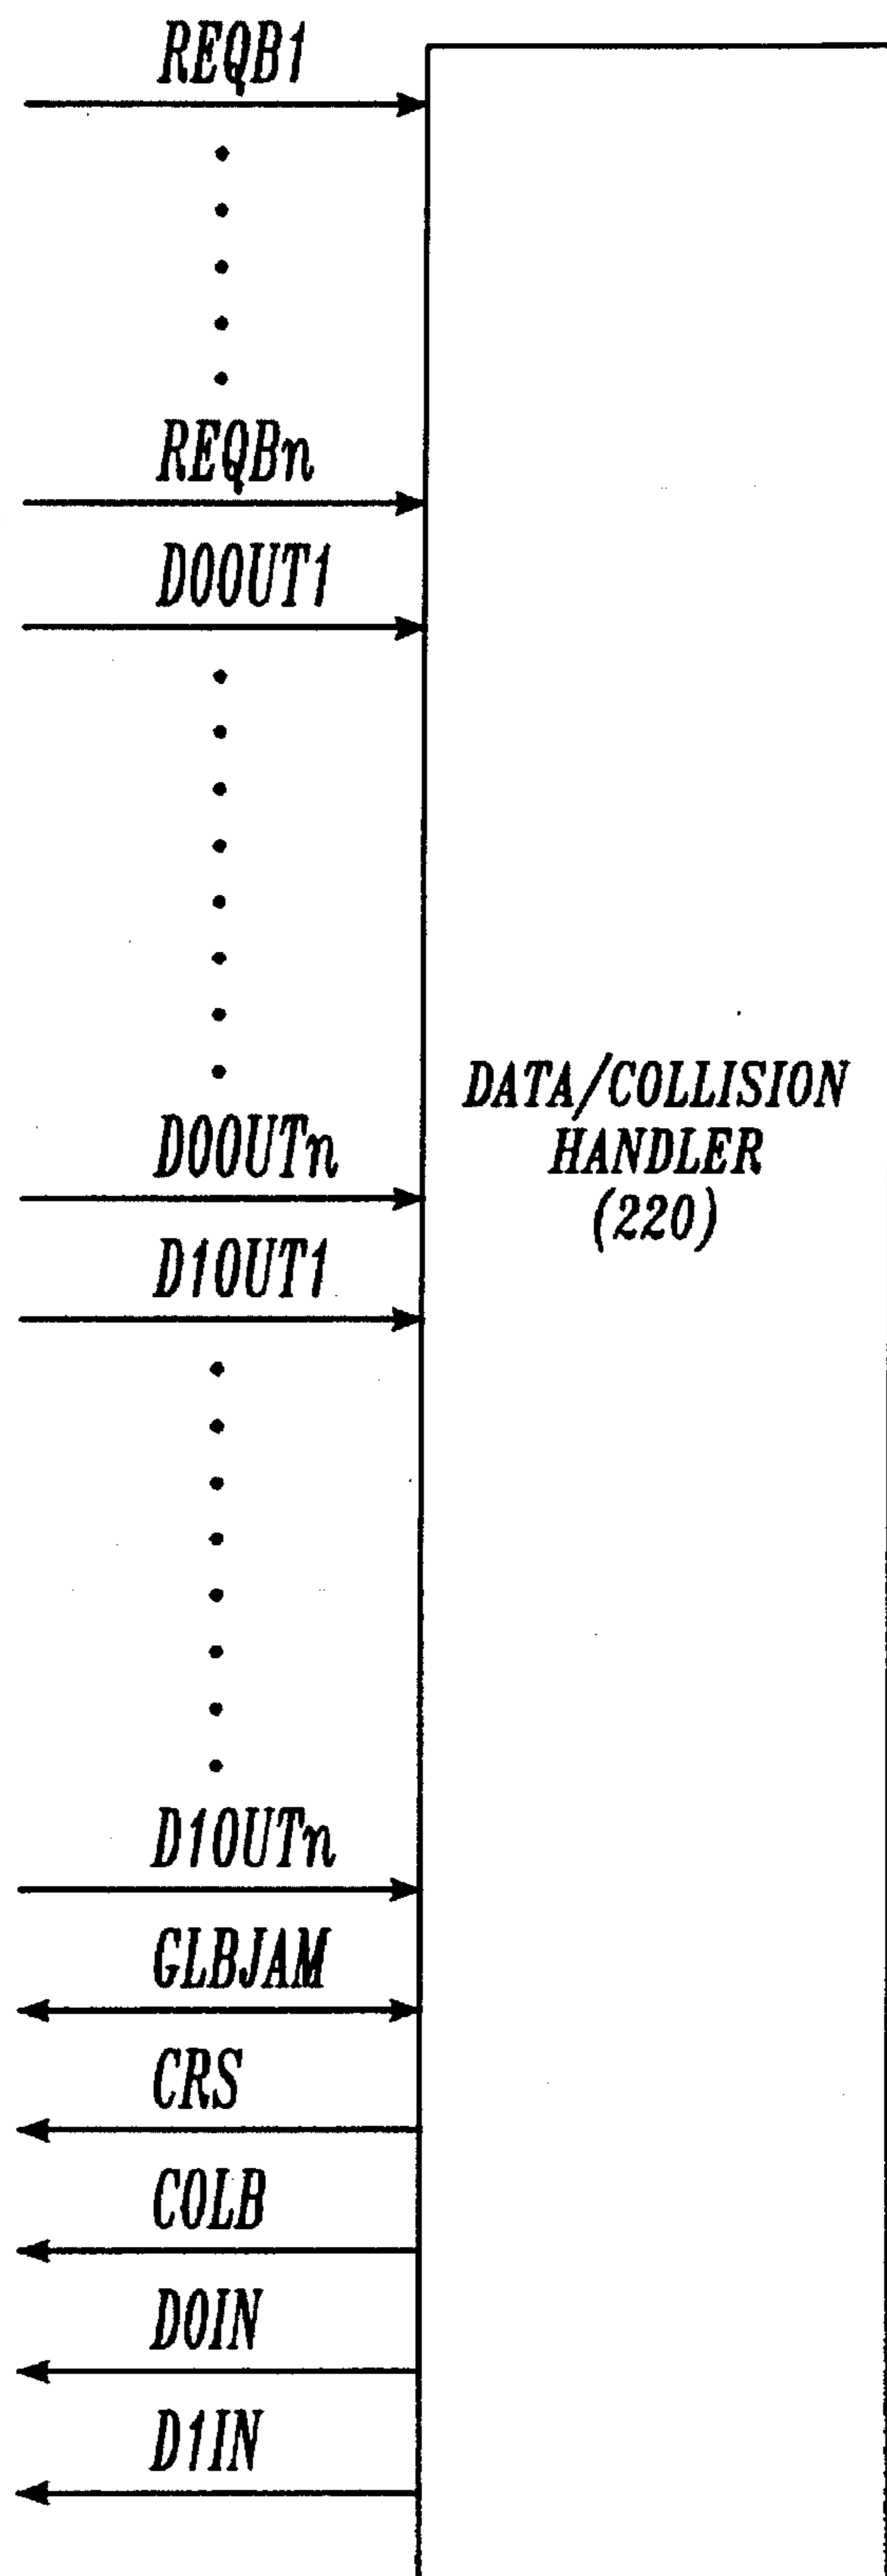 REQB1
REQBn
D0OUT1
D0OUTn
DATA/COLLISION
HANDLER
(220)
D1OUT1
D1OUTn
GLBJAM
CRS
COLB
D0IN
D1IN